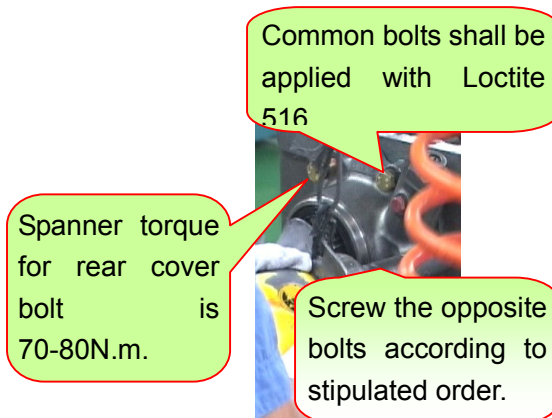 Common bolts shall be
applied with Loctite
516
Spanner torque
for rear cover
bolt is
70-80N.m.
Screw the opposite
bolts according to
stipulated order.